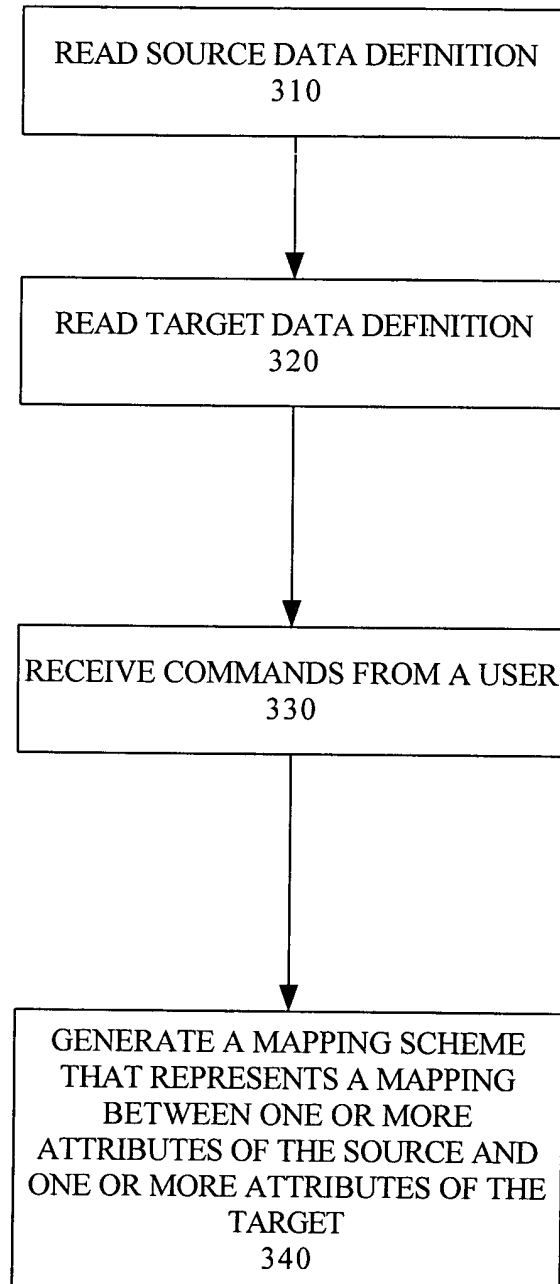 READ SOURCE DATA DEFINITION
310
READ TARGET DATA DEFINITION
320
RECEIVE COMMANDS FROM A USER
330
GENERATE A MAPPING SCHEME
THAT REPRESENTS A MAPPING
BETWEEN ONE OR MORE
ATTRIBUTES OF THE SOURCE AND
ONE OR MORE ATTRIBUTES OF THE
TARGET
340